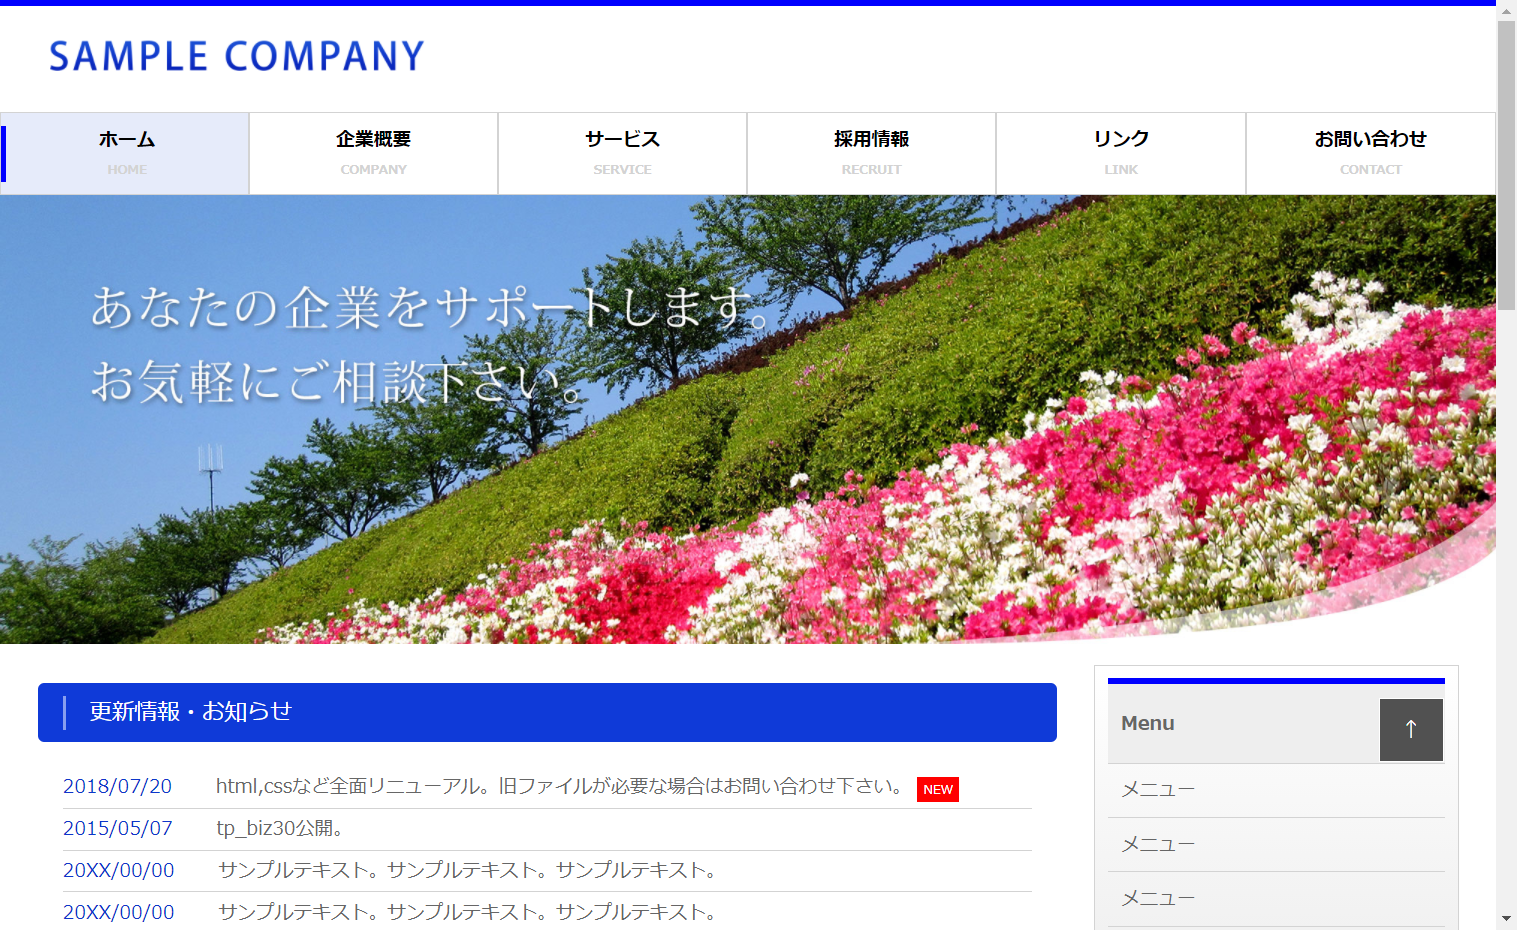 SAMPLE COMPANY
ホーム
HOME
企業概要
COMPANY
サービス
SERVICE
採用情報
RECRUIT
リンク
LINK
お問い合わせ
CONTACT
あなたの企業をサポートします。
お気軽にご相談下さい。
更新情報・お知らせ
2018/07/20 html,cssなど全面リニューアル。旧ファイルが必要な場合はお問い合わせ下さい。 NEW
2015/05/07 tp_biz30公開。
20XX/00/00 サンプルテキスト。サンプルテキスト。サンプルテキスト。
20XX/00/00 サンプルテキスト。サンプルテキスト。サンプルテキスト。
Menu
↑
メニュー
メニュー
メニュー